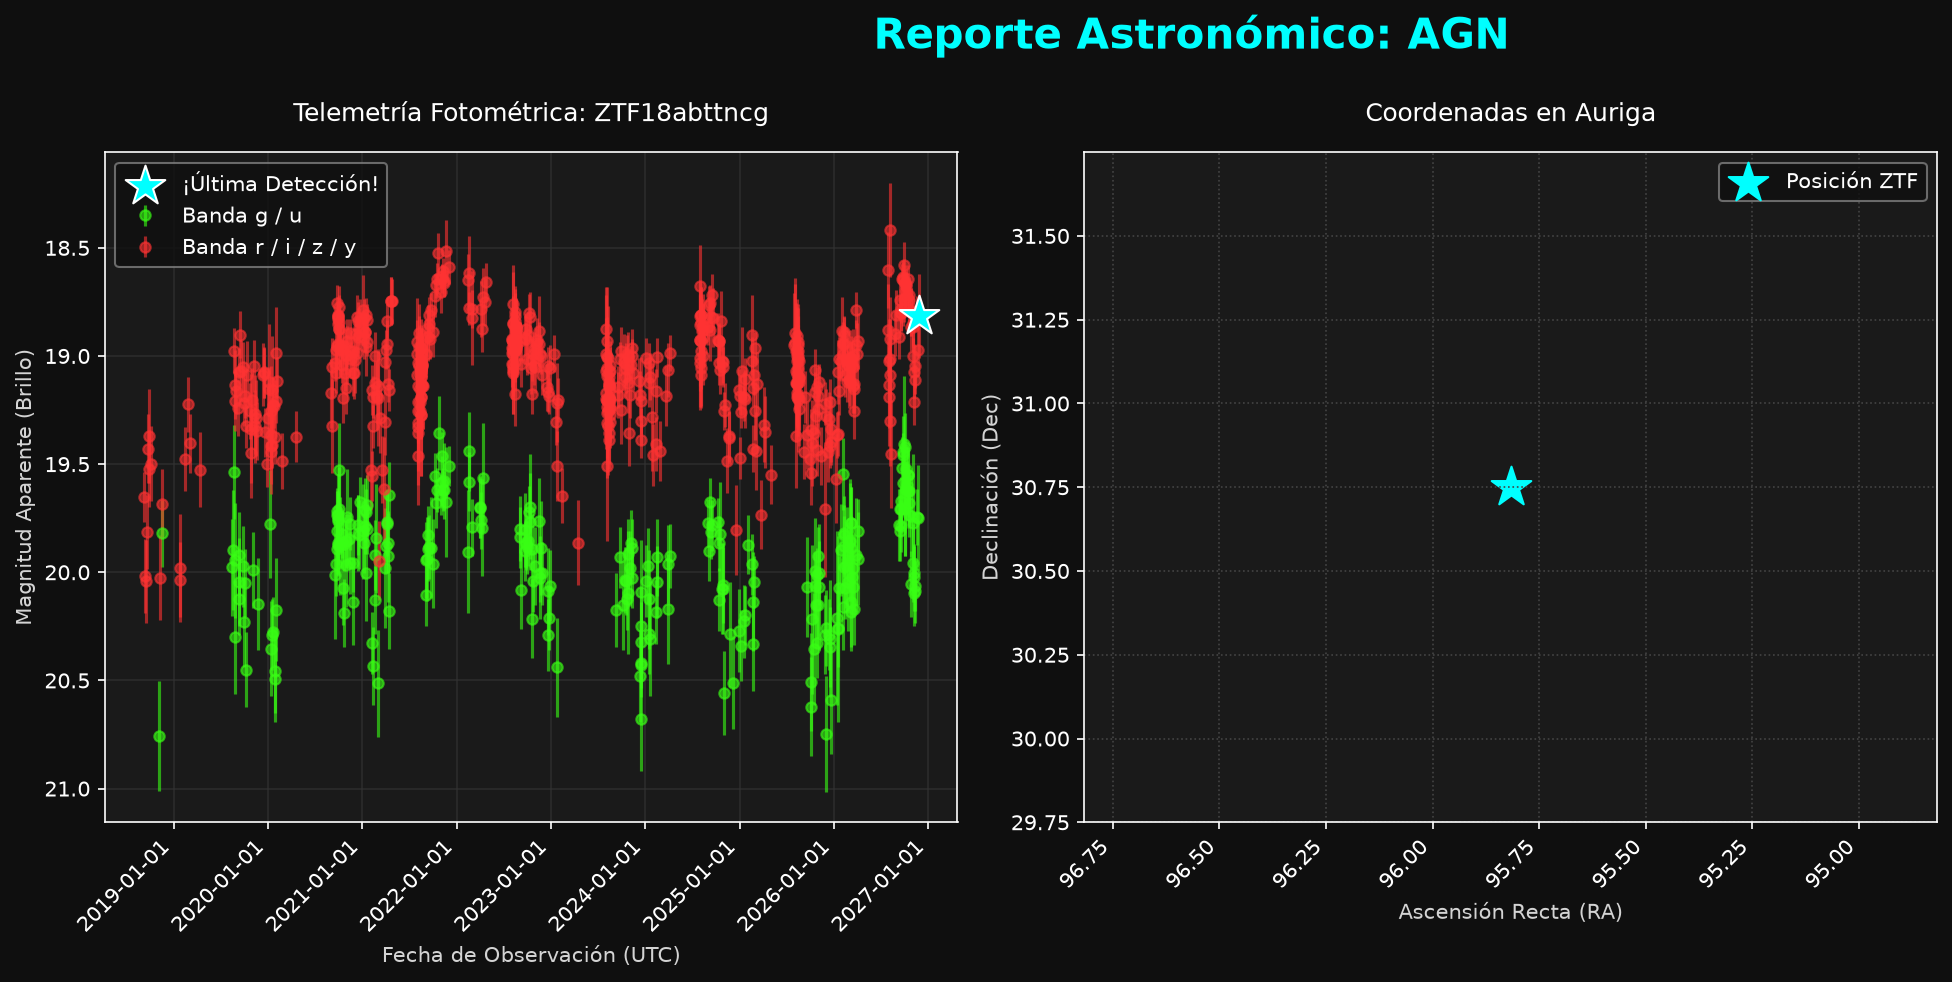 Reporte Astronómico: AGN
Telemetría Fotométrica: ZTF18abttncg
¡Última Detección!
Banda g / u
Banda r / i / z / y
Magnitud Aparente (Brillo)
18.5
19.0
19.5
20.0
20.5
21.0
2019-01-01
2020-01-01
2021-01-01
2022-01-01
2023-01-01
2024-01-01
2025-01-01
2026-01-01
2027-01-01
Fecha de Observación (UTC)
Coordenadas en Auriga
Posición ZTF
Declinación (Dec)
31.50
31.25
31.00
30.75
30.50
30.25
30.00
29.75
96.75
96.50
96.25
96.00
95.75
95.50
95.25
95.00
Ascensión Recta (RA)